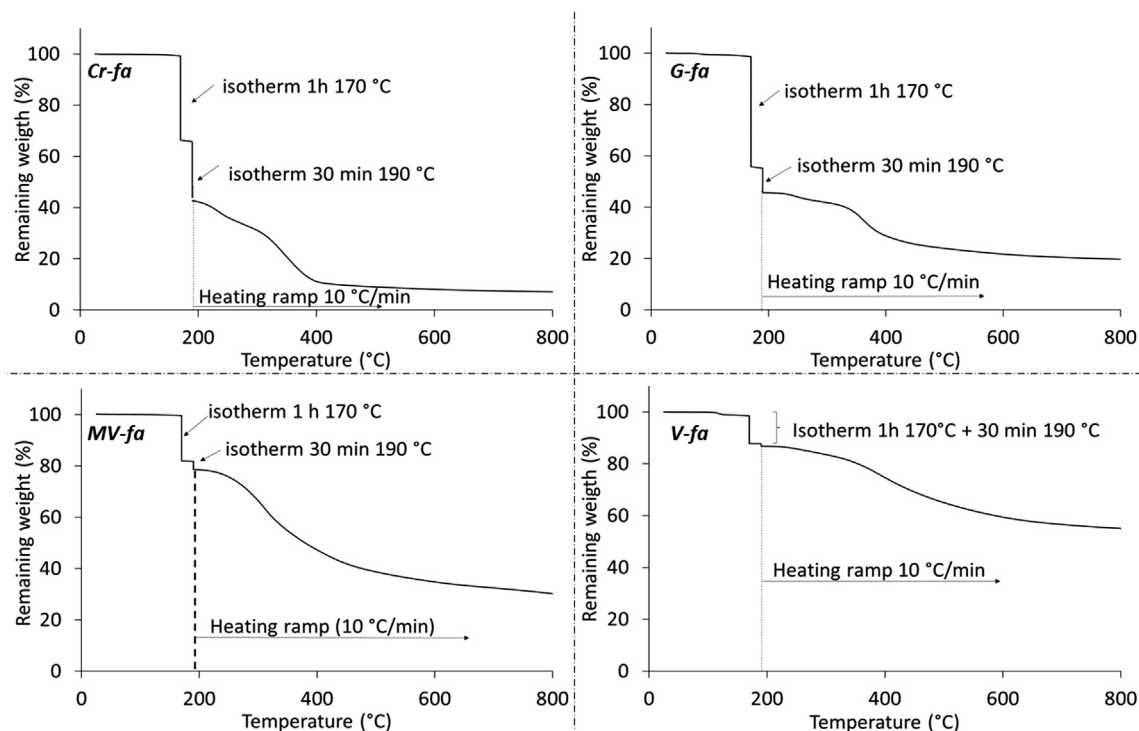 Remaining weigth (%)
100
80
60
40
20
0
Cr-fa
isotherm 1h 170 °C
isotherm 30 min 190 °C
Heating ramp 10 °C/min
0 200 400 600 800
Temperature (°C)
Remaining weigth (%)
100
80
60
40
20
0
G-fa
isotherm 1h 170 °C
isotherm 30 min 190 °C
Heating ramp 10 °C/min
0 200 400 600 800
Temperature (°C)
Remaining weigth (%)
100
80
60
40
20
0
MV-fa
isotherm 1 h 170 °C
isotherm 30 min 190 °C
Heating ramp (10 °C/min)
0 200 400 600 800
Temperature (°C)
Remaining weigth (%)
100
80
60
40
20
0
V-fa
Isotherm 1h 170°C + 30 min 190 °C
Heating ramp 10 °C/min
0 200 400 600 800
Temperature (°C)